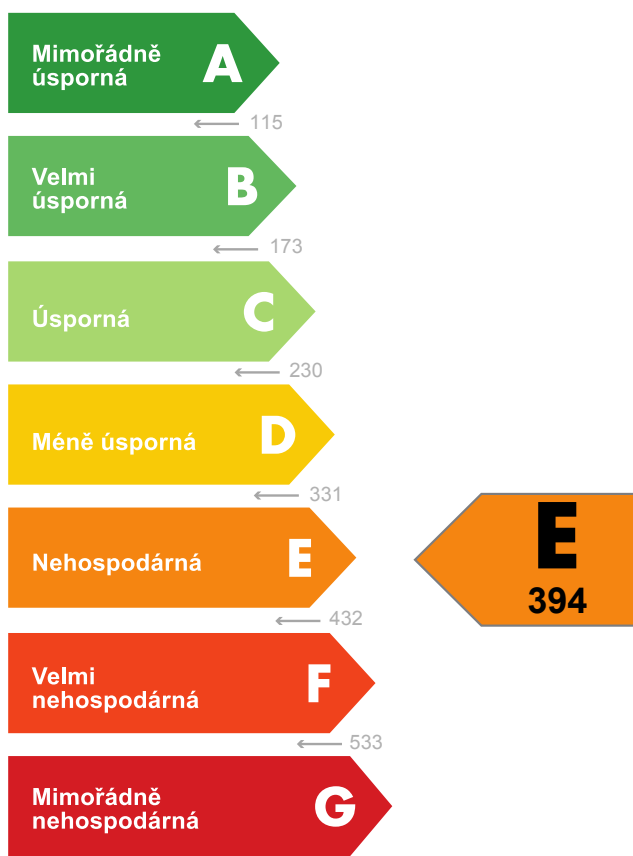 Mimořádně
úsporná
A
← 115
Velmi
úsporná
B
← 173
Úsporná
C
← 230
Méně úsporná
D
← 331
Nehospodárná
E
E
394
← 432
Velmi
nehospodárná
F
← 533
Mimořádně
nehospodárná
G